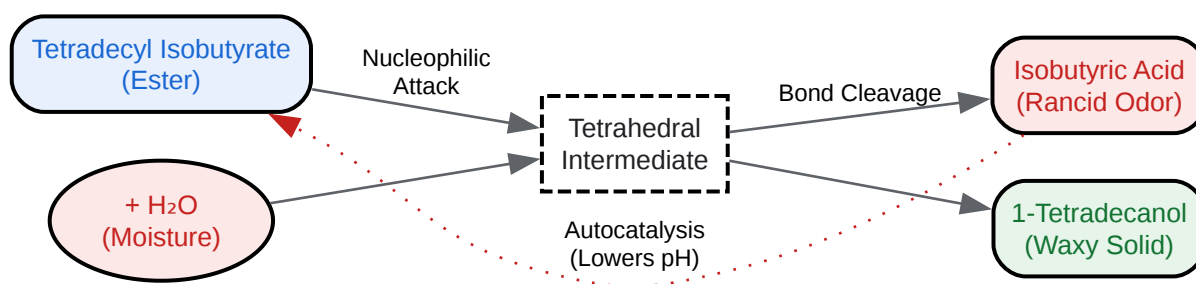 Tetradecyl Isobutyrate
(Ester)
+ H₂O
(Moisture)
Nucleophilic
Attack
Tetrahedral
Intermediate
Autocatalysis
(Lowers pH)
Bond Cleavage
Isobutyric Acid
(Rancid Odor)
1-Tetradecanol
(Waxy Solid)